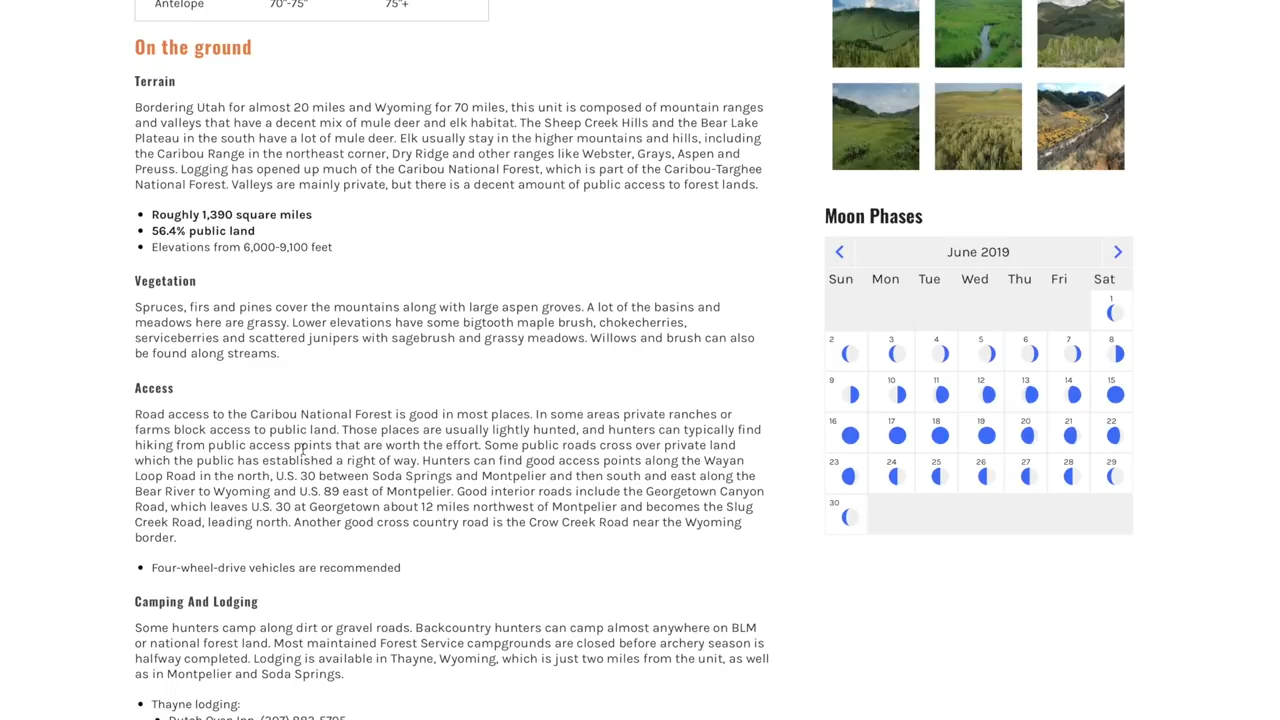 Antelope 70"-75" 75"+
On the ground
Terrain
Bordering Utah for almost 20 miles and Wyoming for 70 miles, this unit is composed of mountain ranges
and valleys that have a decent mix of mule deer and elk habitat. The Sheep Creek Hills and the Bear Lake
Plateau in the south have a lot of mule deer. Elk usually stay in the higher mountains and hills, including
the Caribou Range in the northeast corner, Dry Ridge and other ranges like Webster, Grays, Aspen and
Preuss. Logging has opened up much of the Caribou National Forest, which is part of the Caribou-Targhee
National Forest. Valleys are mainly private, but there is a decent amount of public access to forest lands.
• Roughly 1,390 square miles
• 56.4% public land
• Elevations from 6,000-9,100 feet
Vegetation
Spruces, firs and pines cover the mountains along with large aspen groves. A lot of the basins and
meadows here are grassy. Lower elevations have some bigtooth maple brush, chokecherries,
serviceberries and scattered junipers with sagebrush and grassy meadows. Willows and brush can also
be found along streams.
Access
Road access to the Caribou National Forest is good in most places. In some areas private ranches or
farms block access to public land. Those places are usually lightly hunted, and hunters can typically find
hiking from public access points that are worth the effort. Some public roads cross over private land
which the public has established a right of way. Hunters can find good access points along the Wayan
Loop Road in the north, U.S. 30 between Soda Springs and Montpelier and then south and east along the
Bear River to Wyoming and U.S. 89 east of Montpelier. Good interior roads include the Georgetown Canyon
Road, which leaves U.S. 30 at Georgetown about 12 miles northwest of Montpelier and becomes the Slug
Creek Road, leading north. Another good cross country road is the Crow Creek Road near the Wyoming
border.
• Four-wheel-drive vehicles are recommended
Camping And Lodging
Some hunters camp along dirt or gravel roads. Backcountry hunters can camp almost anywhere on BLM
or national forest land. Most maintained Forest Service campgrounds are closed before archery season is
halfway completed. Lodging is available in Thayne, Wyoming, which is just two miles from the unit, as well
as in Montpelier and Soda Springs.
• Thayne lodging:
• Dutch Oven Inn, (307) 883-5705
Moon Phases
June 2019
Sun Mon Tue Wed Thu Fri Sat
1
2 3 4 5 6 7 8
9 10 11 12 13 14 15
16 17 18 19 20 21 22
23 24 25 26 27 28 29
30